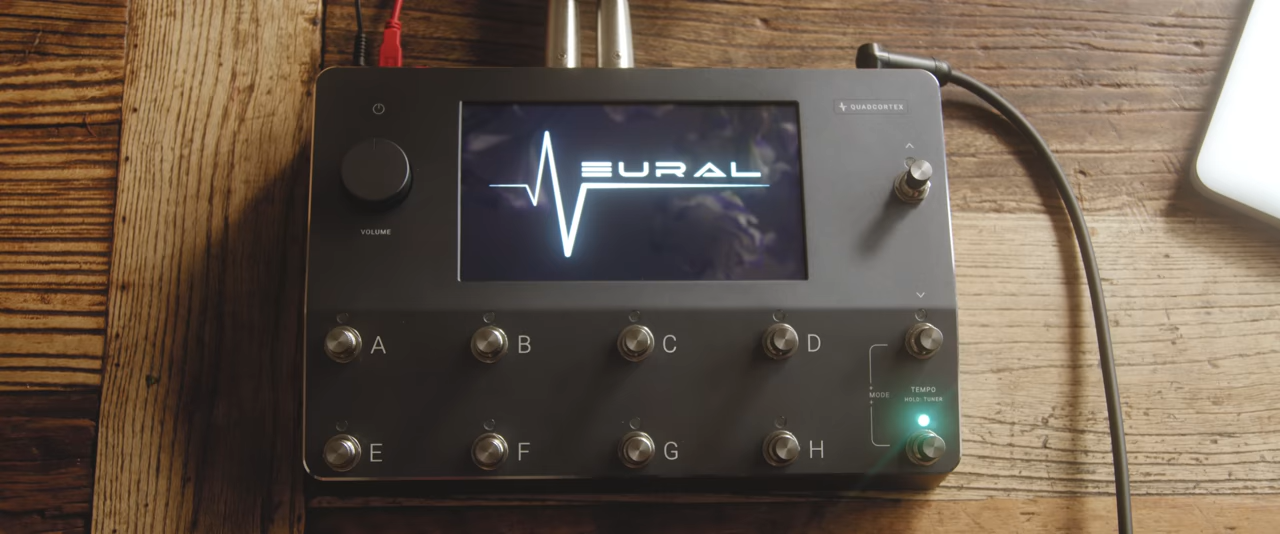 QUADCORTEX
EURAL
VOLUME
A
B
C
D
TEMPO
HOLD: TUNER
MODE
E
F
G
H